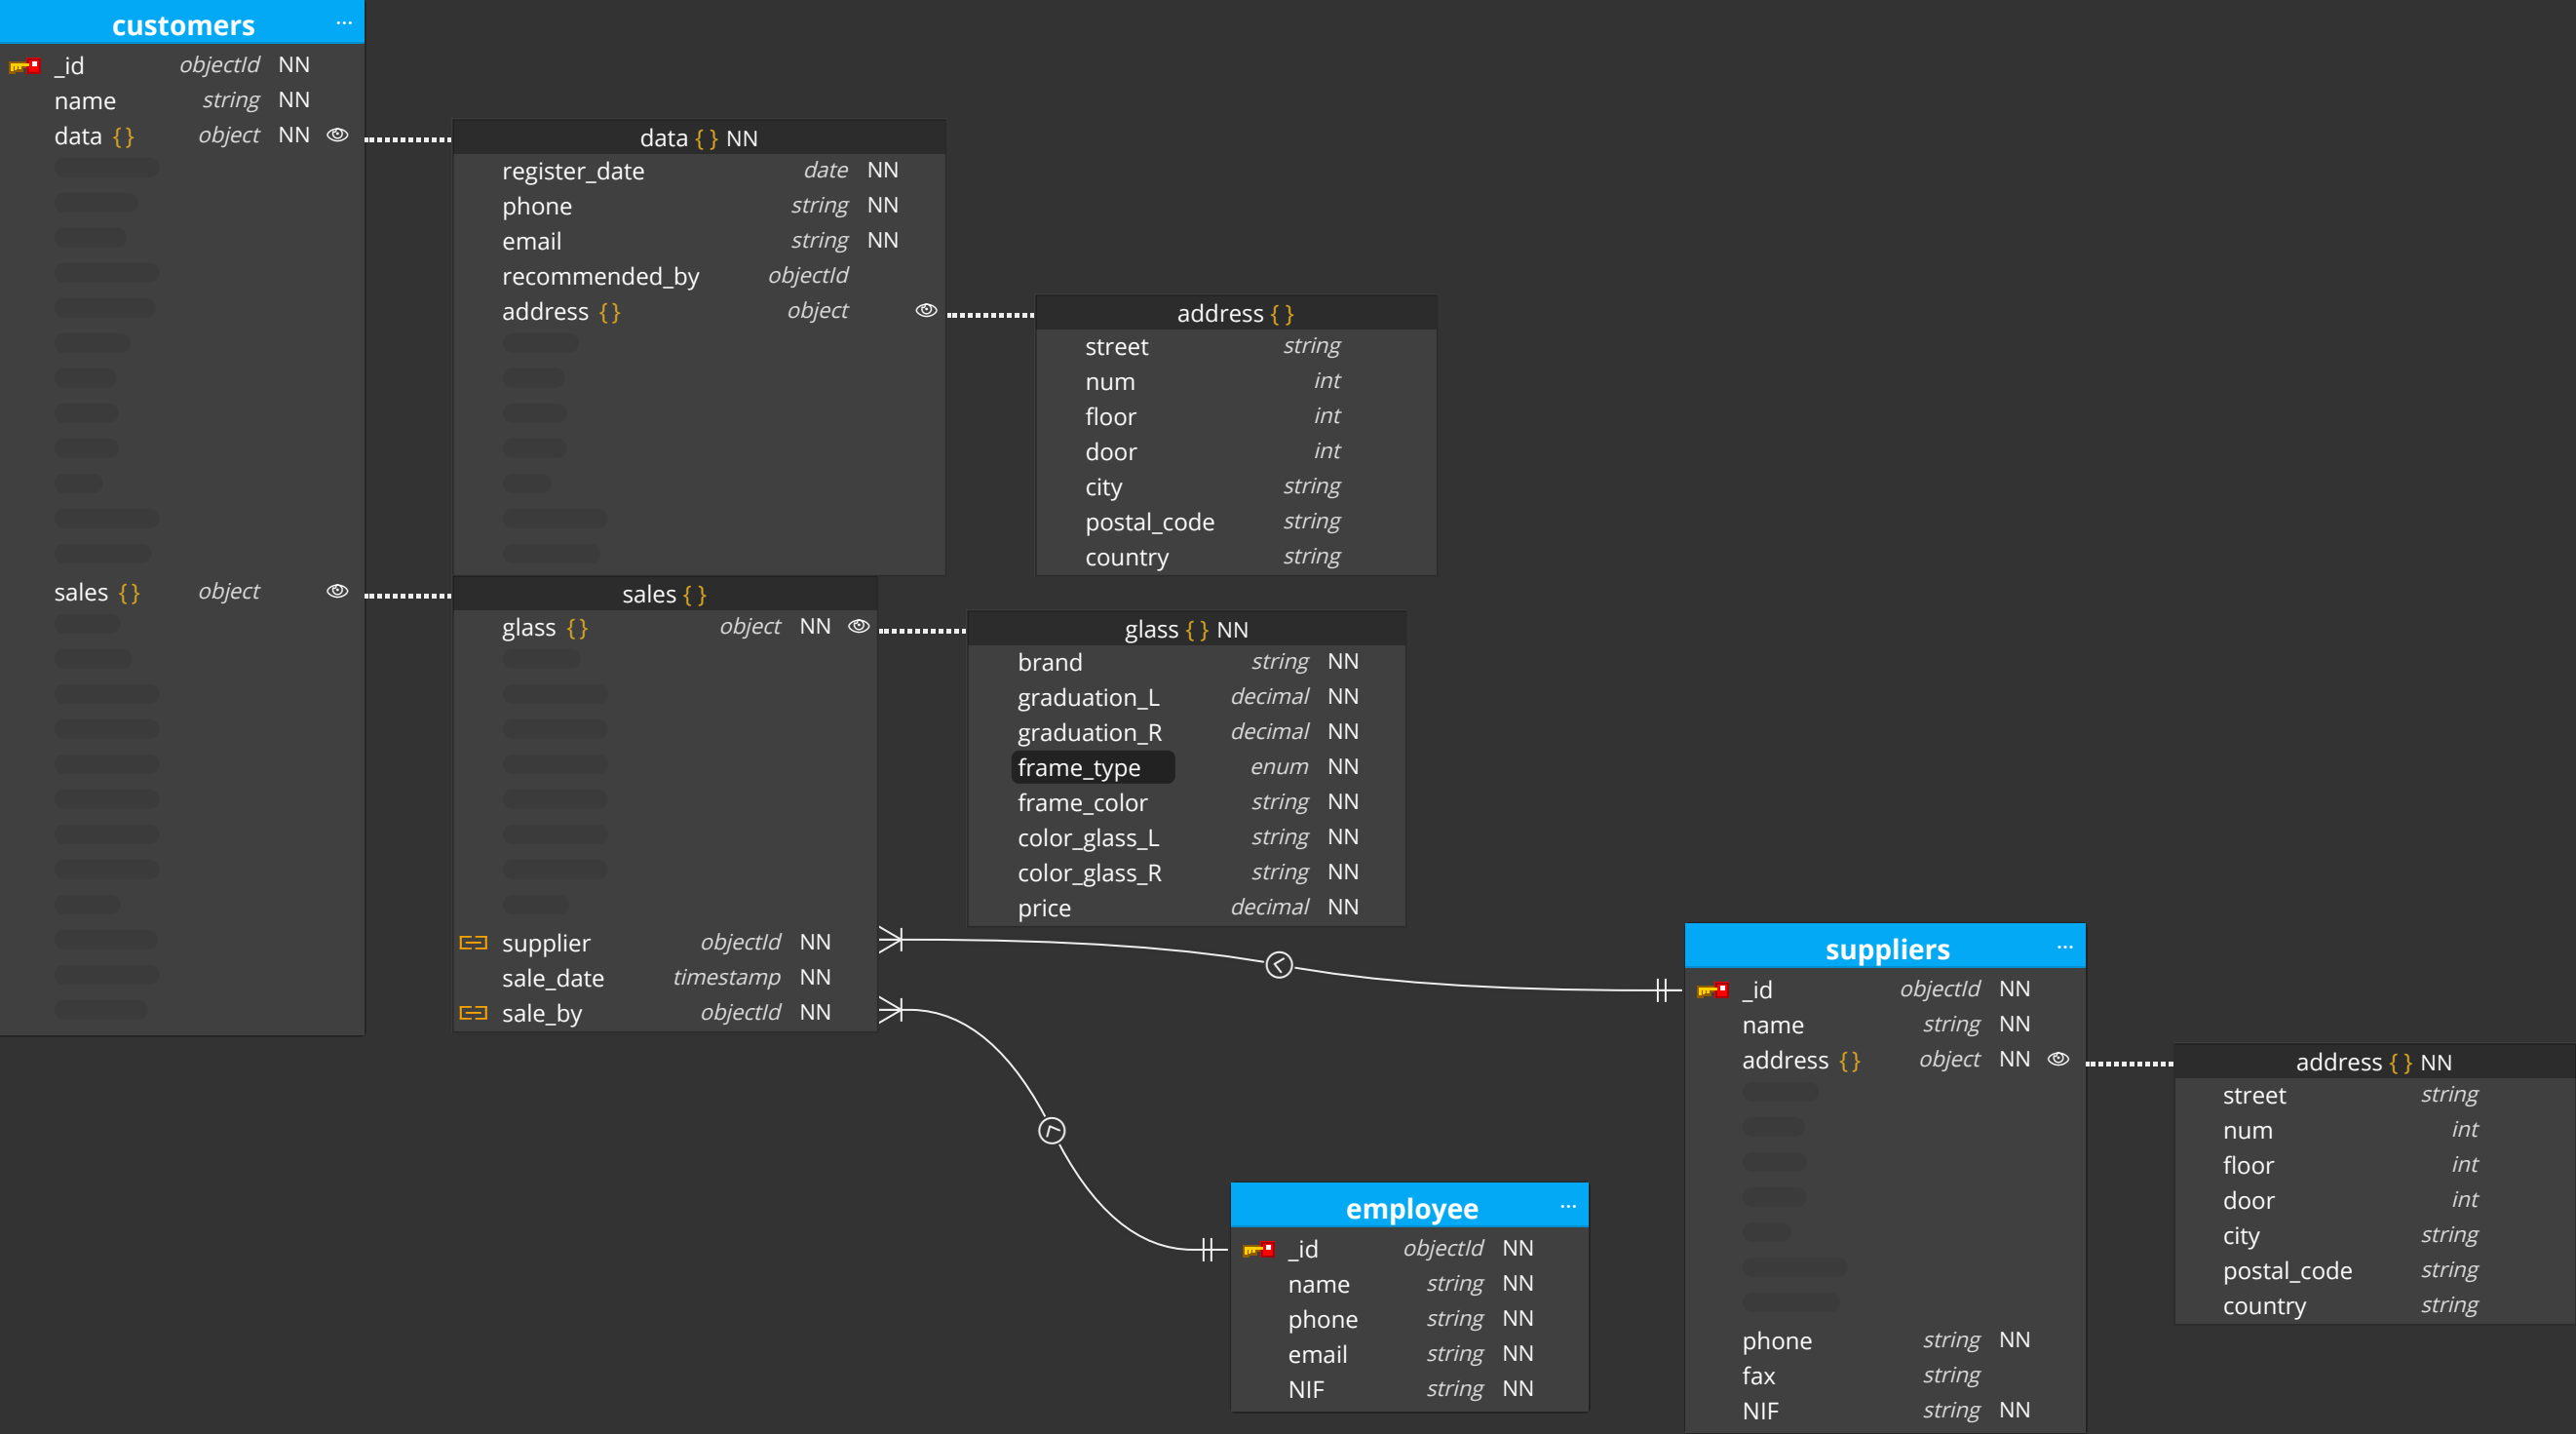 customers ...
_id objectId NN
name string NN
data {} object NN
sales {} object
data {} NN
register_date date NN
phone string NN
email string NN
recommended_by objectId
address {} object
address {}
street string
num int
floor int
door int
city string
postal_code string
country string
sales {}
glass {} object NN
supplier objectId NN
sale_date timestamp NN
sale_by objectId NN
glass {} NN
brand string NN
graduation_L decimal NN
graduation_R decimal NN
frame_type enum NN
frame_color string NN
color_glass_L string NN
color_glass_R string NN
price decimal NN
suppliers ...
_id objectId NN
name string NN
address {} object NN
phone string NN
fax string
NIF string NN
address {} NN
street string
num int
floor int
door int
city string
postal_code string
country string
employee ...
_id objectId NN
name string NN
phone string NN
email string NN
NIF string NN